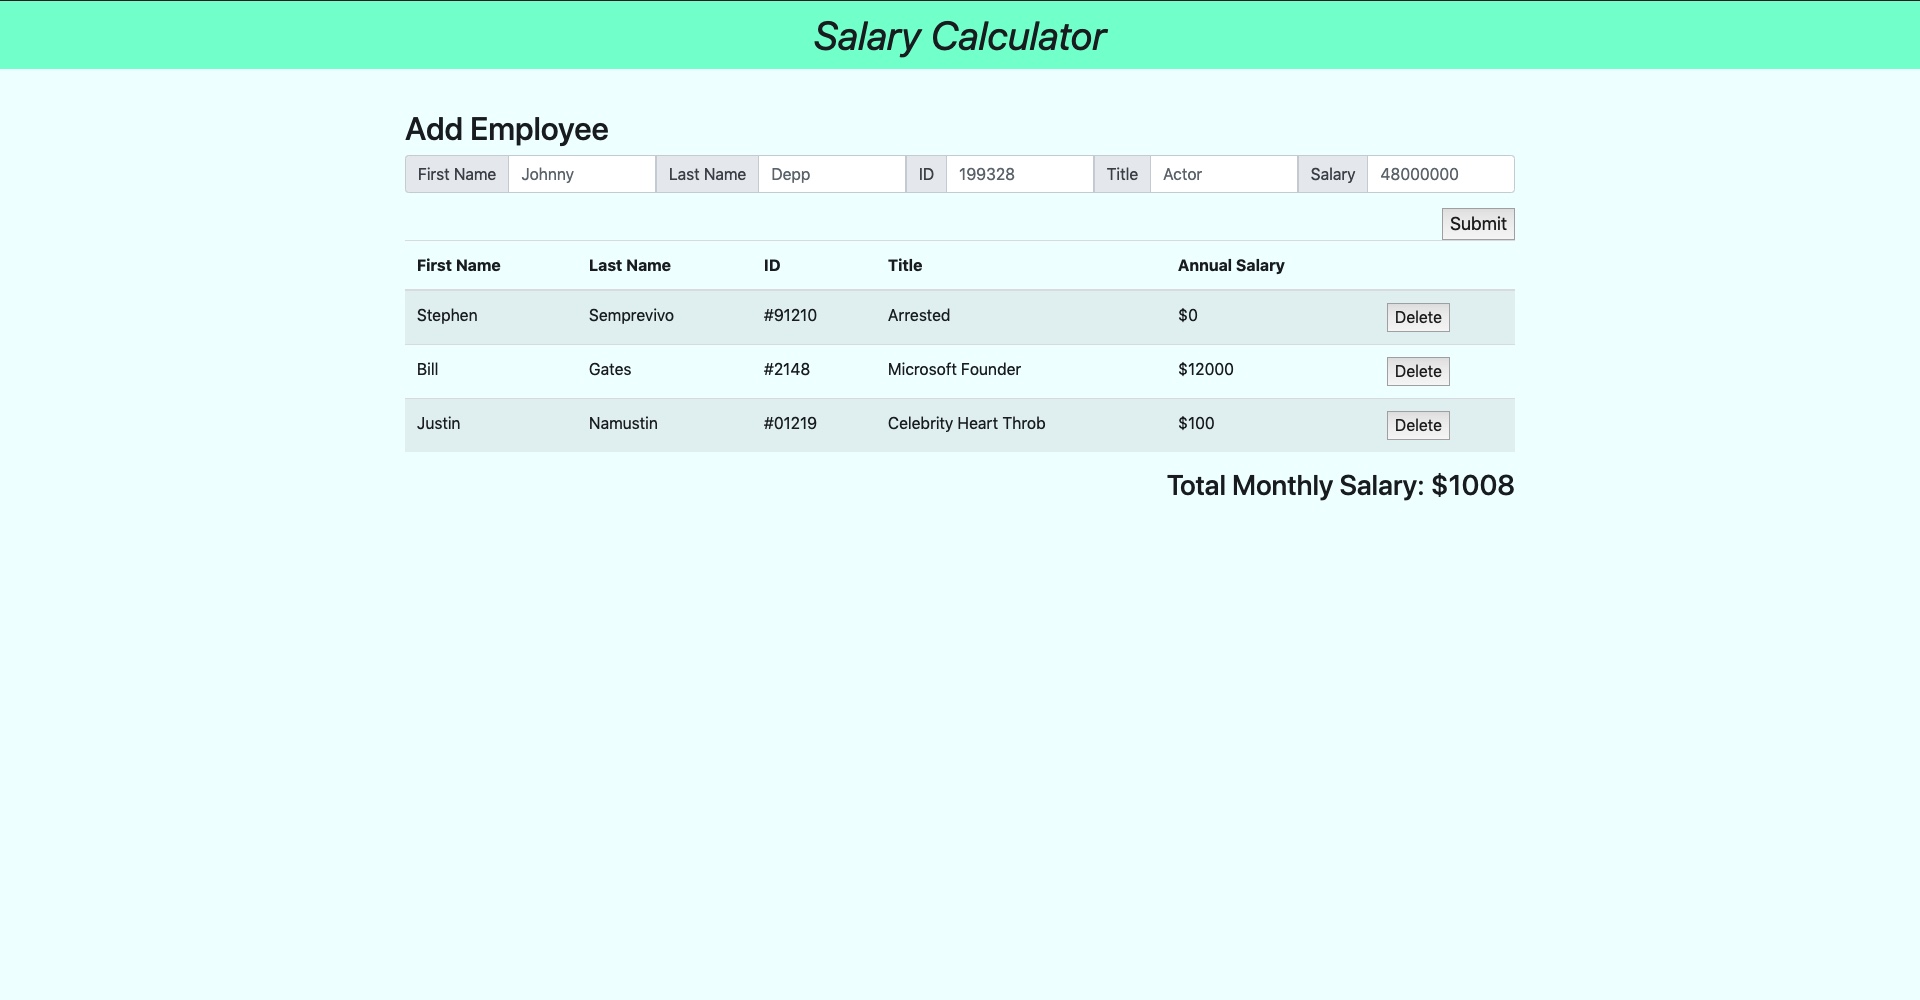 Salary Calculator
Add Employee
First Name Johnny Last Name Depp ID 199328 Title Actor Salary 48000000
Submit
First Name Last Name ID Title Annual Salary
Stephen Semprevivo #91210 Arrested $0 Delete
Bill Gates #2148 Microsoft Founder $12000 Delete
Justin Namustin #01219 Celebrity Heart Throb $100 Delete
Total Monthly Salary: $1008